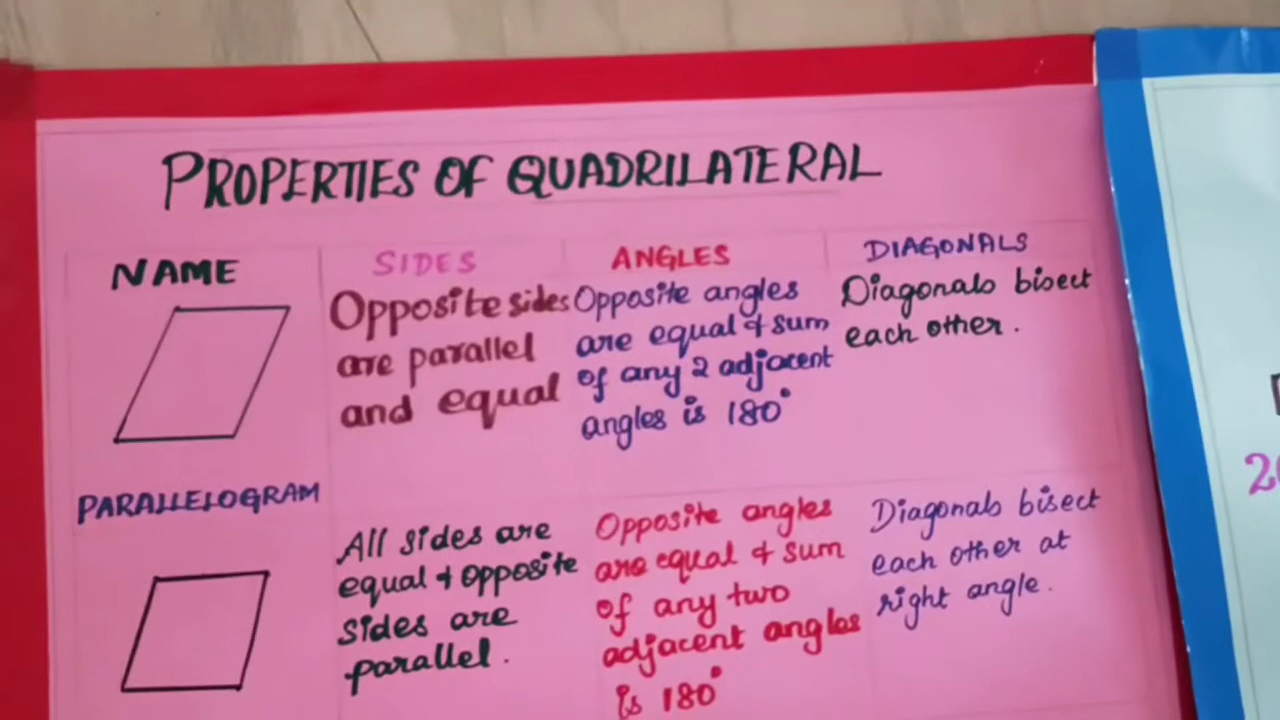 PROPERTIES OF QUADRILATERAL
NAME
SIDES
ANGLES
DIAGONALS
Opposite sides
are parallel
and equal
Opposite angles
are equal & sum
of any 2 adjacent
angles is 180°
Diagonals bisect
each other.
PARALLELOGRAM
All sides are
equal & opposite
sides are
parallel.
Opposite angles
are equal & sum
of any two
adjacent angles
is 180°
Diagonals bisect
each other at
right angle.